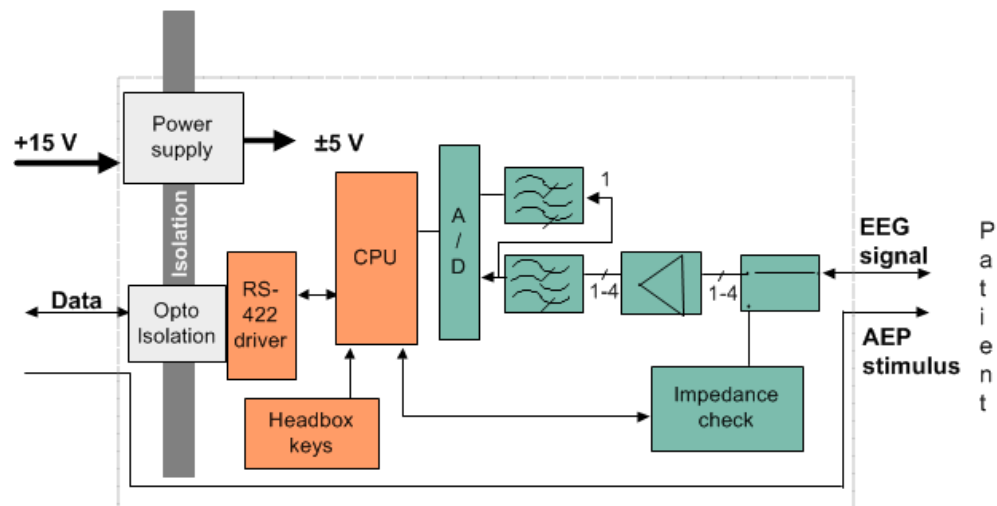 +15 V
Power
supply
±5 V
Isolation
Data
Opto
Isolation
RS-
422
driver
CPU
A
/
D
1
1-4
1-4
Headbox
keys
Impedance
check
EEG
signal
AEP
stimulus
P
a
t
i
e
n
t